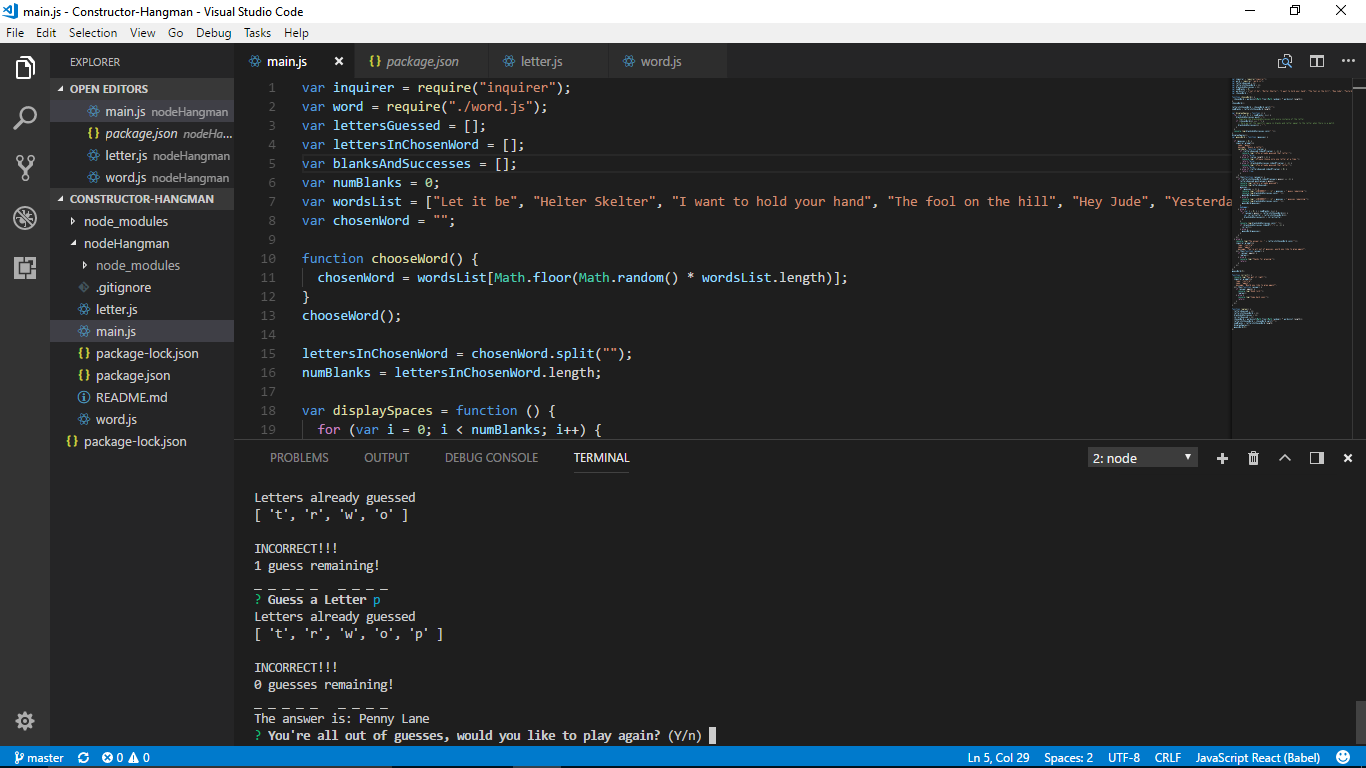 main.js - Constructor-Hangman - Visual Studio Code
File Edit Selection View Go Debug Tasks Help
EXPLORER
OPEN EDITORS
main.js nodeHangman
package.json nodeHa...
letter.js nodeHangman
word.js nodeHangman
CONSTRUCTOR-HANGMAN
node_modules
nodeHangman
node_modules
.gitignore
letter.js
main.js
package-lock.json
package.json
README.md
word.js
package-lock.json
main.js package.json letter.js word.js
1 var inquirer = require("inquirer");
2 var word = require("./word.js");
3 var lettersGuessed = [];
4 var lettersInChosenWord = [];
5 var blanksAndSuccesses = [];
6 var numBlanks = 0;
7 var wordsList = ["Let it be", "Helter Skelter", "I want to hold your hand", "The fool on the hill", "Hey Jude", "Yesterda
8 var chosenWord = "";
9
10 function chooseWord() {
11 chosenWord = wordsList[Math.floor(Math.random() * wordsList.length)];
12 }
13 chooseWord();
14
15 lettersInChosenWord = chosenWord.split("");
16 numBlanks = lettersInChosenWord.length;
17
18 var displaySpaces = function () {
19 for (var i = 0; i < numBlanks; i++) {
PROBLEMS OUTPUT DEBUG CONSOLE TERMINAL 2: node
Letters already guessed
[ 't', 'r', 'w', 'o' ]
INCORRECT!!!
1 guess remaining!
_ _ _ _ _   _ _ _ _
? Guess a Letter p
Letters already guessed
[ 't', 'r', 'w', 'o', 'p' ]
INCORRECT!!!
0 guesses remaining!
_ _ _ _ _   _ _ _ _
The answer is: Penny Lane
? You're all out of guesses, would you like to play again? (Y/n)
master 0 0 Ln 5, Col 29 Spaces: 2 UTF-8 CRLF JavaScript React (Babel)